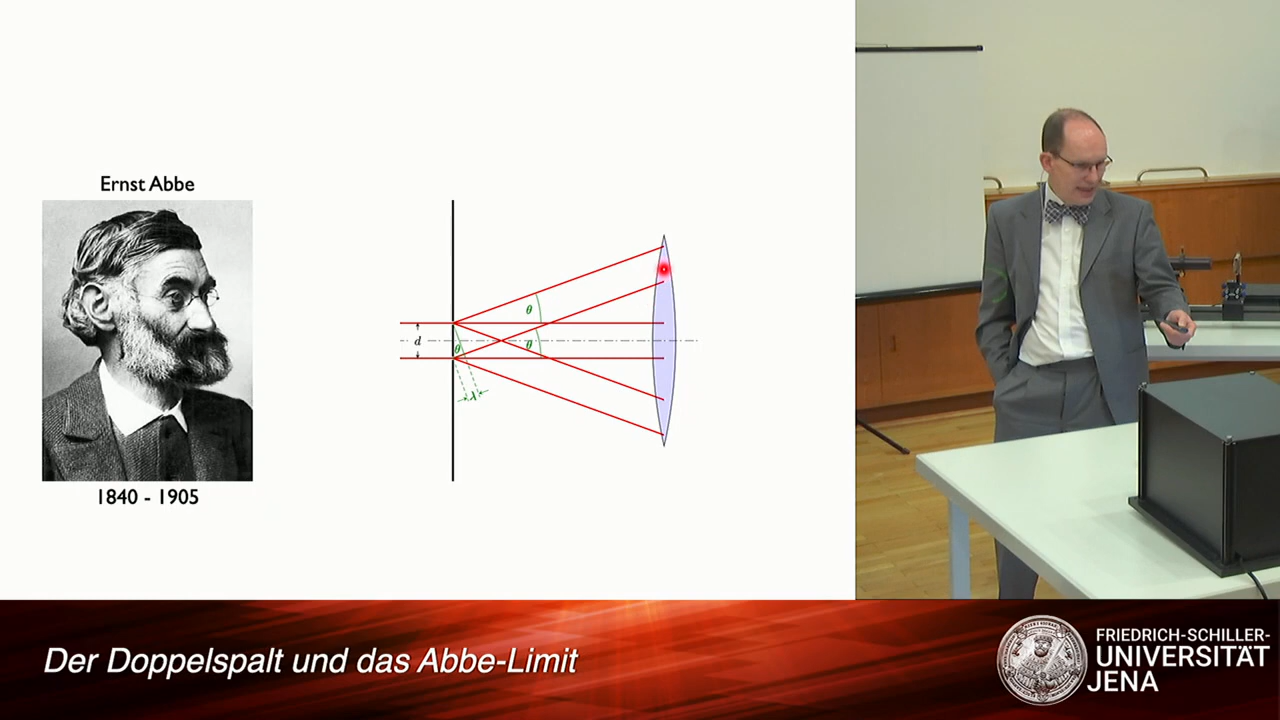 Ernst Abbe
1840 - 1905
θ
d
θ
θ
λ
Der Doppelspalt und das Abbe-Limit
FRIEDRICH-SCHILLER-
UNIVERSITÄT
JENA